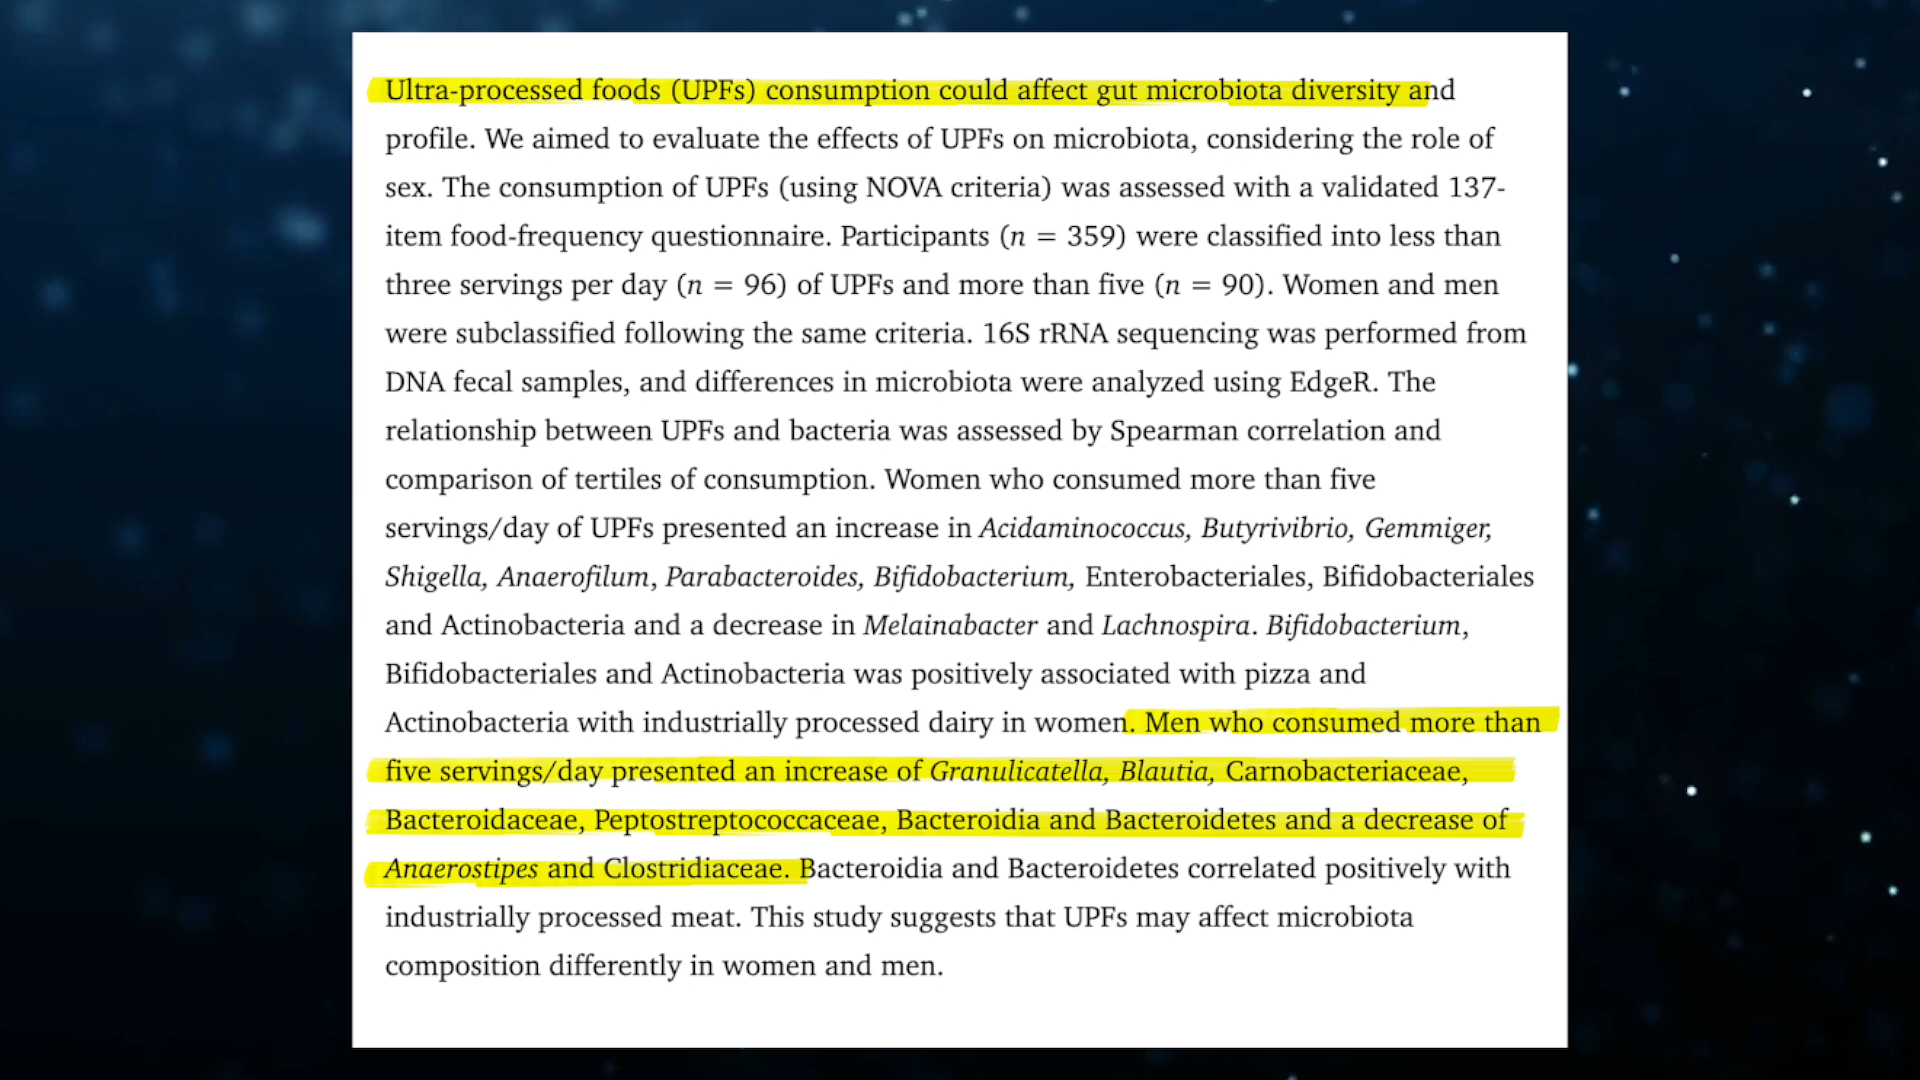 Ultra-processed foods (UPFs) consumption could affect gut microbiota diversity and
profile. We aimed to evaluate the effects of UPFs on microbiota, considering the role of
sex. The consumption of UPFs (using NOVA criteria) was assessed with a validated 137-
item food-frequency questionnaire. Participants (n = 359) were classified into less than
three servings per day (n = 96) of UPFs and more than five (n = 90). Women and men
were subclassified following the same criteria. 16S rRNA sequencing was performed from
DNA fecal samples, and differences in microbiota were analyzed using EdgeR. The
relationship between UPFs and bacteria was assessed by Spearman correlation and
comparison of tertiles of consumption. Women who consumed more than five
servings/day of UPFs presented an increase in Acidaminococcus, Butyrivibrio, Gemmiger,
Shigella, Anaerofilum, Parabacteroides, Bifidobacterium, Enterobacteriales, Bifidobacteriales
and Actinobacteria and a decrease in Melainabacter and Lachnospira. Bifidobacterium,
Bifidobacteriales and Actinobacteria was positively associated with pizza and
Actinobacteria with industrially processed dairy in women. Men who consumed more than
five servings/day presented an increase of Granulicatella, Blautia, Carnobacteriaceae,
Bacteroidaceae, Peptostreptococcaceae, Bacteroidia and Bacteroidetes and a decrease of
Anaerostipes and Clostridiaceae. Bacteroidia and Bacteroidetes correlated positively with
industrially processed meat. This study suggests that UPFs may affect microbiota
composition differently in women and men.